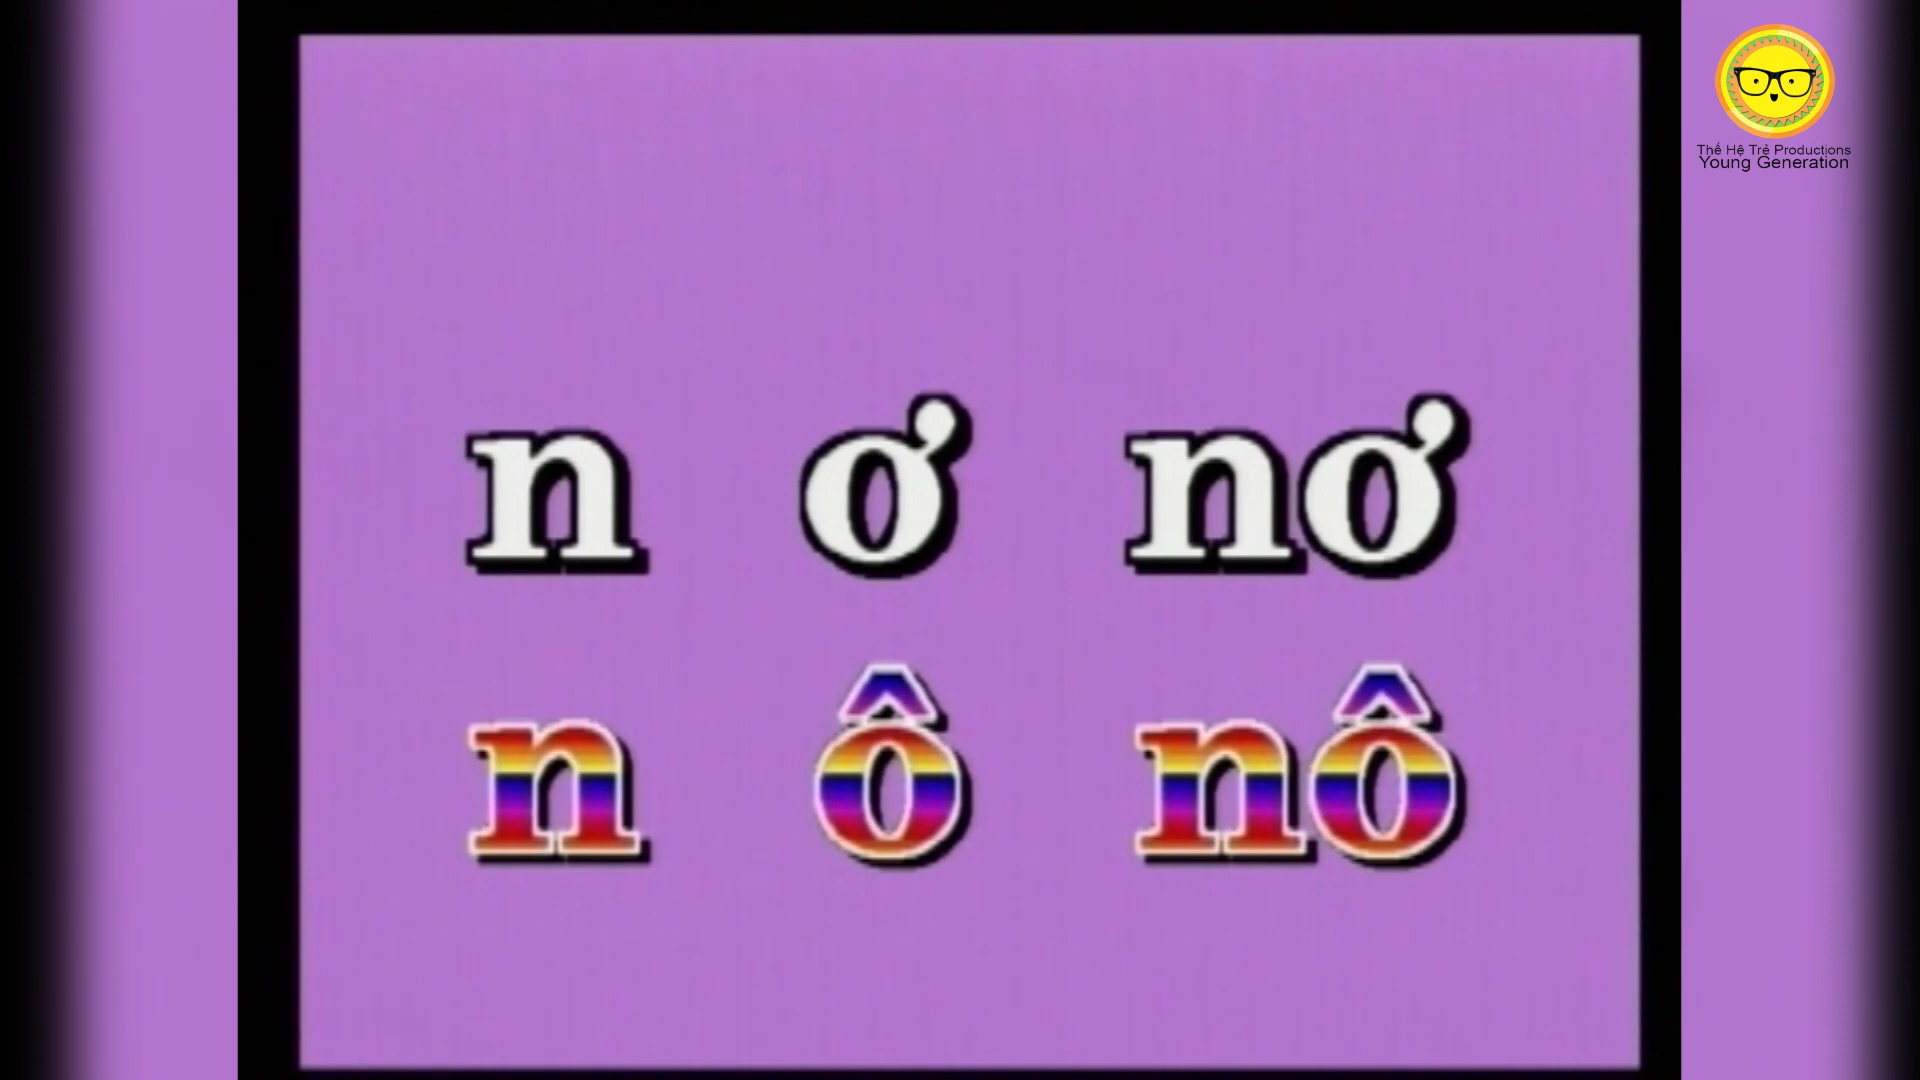 Thế Hệ Trẻ Productions
Young Generation
n ơ nơ
n ô nô